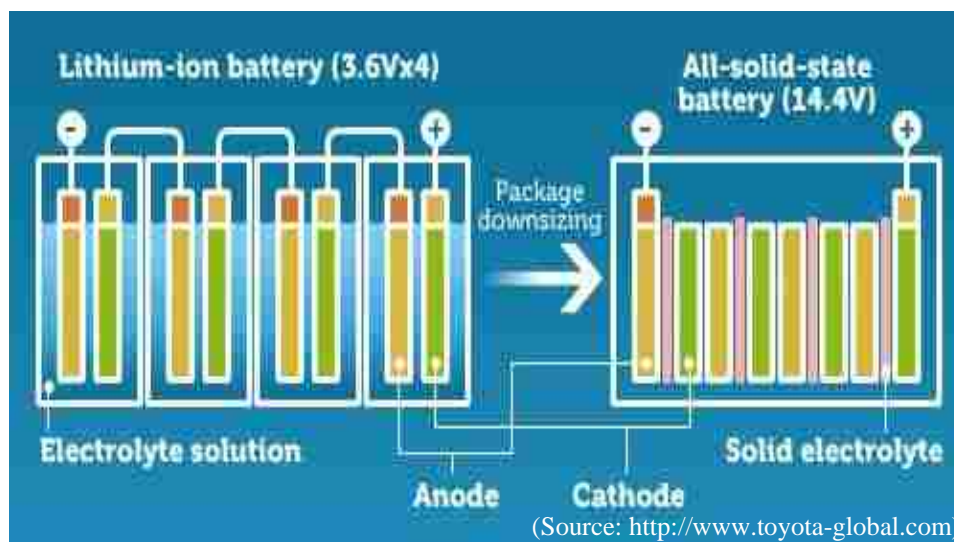 Lithium-ion battery (3.6Vx4)
All-solid-state
battery (14.4V)
-
+
-
+
Package
downsizing
Electrolyte solution
Solid electrolyte
Anode
Cathode
(Source: http://www.toyota-global.com)